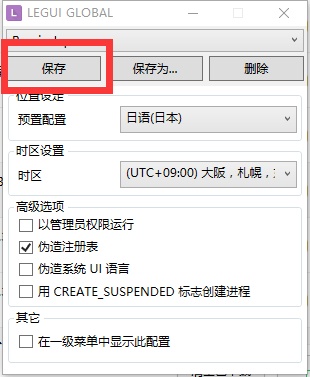 LEGUI GLOBAL
保存
保存为...
删除
位置设定
预置配置
日语(日本)
时区设置
时区
(UTC+09:00) 大阪，札幌，
高级选项
以管理员权限运行
伪造注册表
伪造系统 UI 语言
用 CREATE_SUSPENDED 标志创建进程
其它
在一级菜单中显示此配置